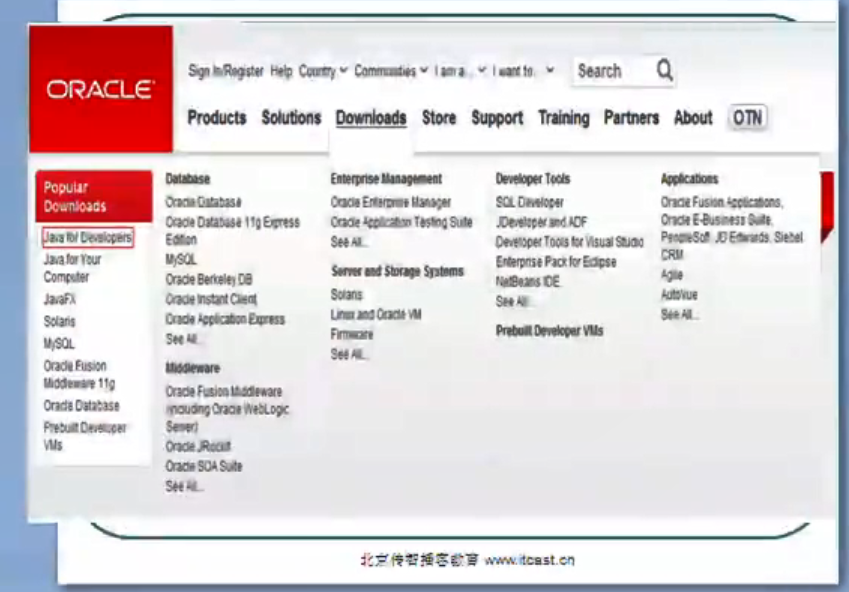 ORACLE
Sign In/Register Help Country Communities I am a... I want to... Search
Products Solutions Downloads Store Support Training Partners About OTN
Popular
Downloads
Java for Developers
Java for Your
Computer
JavaFX
Solaris
MySQL
Oracle Fusion
Middleware 11g
Oracle Database
Prebuilt Developer
VMs
Database
Oracle Database
Oracle Database 11g Express
Edition
MySQL
Oracle Berkeley DB
Oracle Instant Client
Oracle Application Express
See All...
Middleware
Oracle Fusion Middleware
(including Oracle WebLogic
Server)
Oracle JRockit
Oracle SOA Suite
See All...
Enterprise Management
Oracle Enterprise Manager
Oracle Application Testing Suite
See All...
Server and Storage Systems
Solaris
Linux and Oracle VM
Firmware
See All...
Developer Tools
SQL Developer
JDeveloper and ADF
Developer Tools for Visual Studio
Enterprise Pack for Eclipse
NetBeans IDE
See All
Prebuilt Developer VMs
Applications
Oracle Fusion Applications,
Oracle E-Business Suite,
PeopleSoft, JD Edwards, Siebel
CRM
Agile
AutoVue
See All...
北京传智播客教育 www.itcast.cn